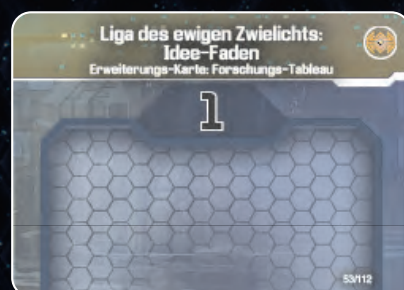 Liga des ewigen Zwielichts:
Idee-Faden
Erweiterungs-Karte: Forschungs-Tableau
1
53/112